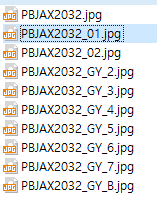 PBJAX2032.jpg
PBJAX2032_01.jpg
PBJAX2032_02.jpg
PBJAX2032_GY_2.jpg
PBJAX2032_GY_3.jpg
PBJAX2032_GY_4.jpg
PBJAX2032_GY_5.jpg
PBJAX2032_GY_6.jpg
PBJAX2032_GY_7.jpg
PBJAX2032_GY_B.jpg